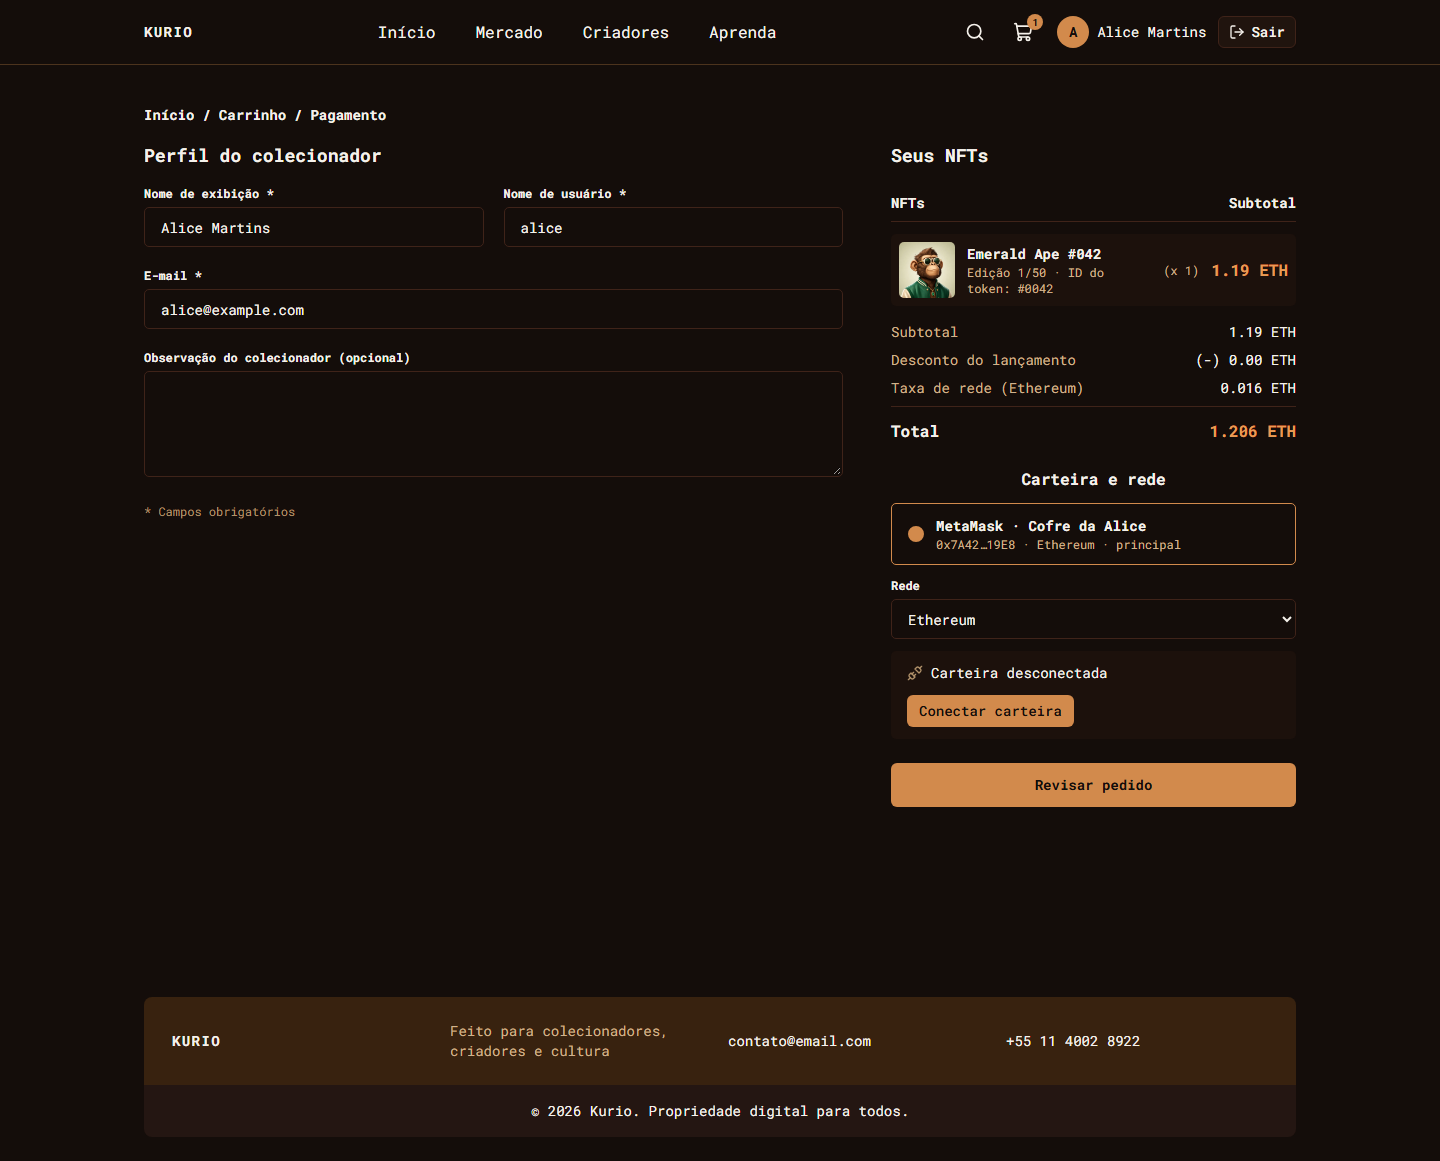 KURIO
Início
Mercado
Criadores
Aprenda
1
A
Alice Martins
Sair
Início / Carrinho / Pagamento
Perfil do colecionador
Nome de exibição *
Nome de usuário *
Alice Martins
alice
E-mail *
alice@example.com
Observação do colecionador (opcional)
* Campos obrigatórios
Seus NFTs
NFTs
Subtotal
Emerald Ape #042
Edição 1/50 · ID do
token: #0042
(x 1)
1.19 ETH
Subtotal
1.19 ETH
Desconto do lançamento
(-) 0.00 ETH
Taxa de rede (Ethereum)
0.016 ETH
Total
1.206 ETH
Carteira e rede
MetaMask · Cofre da Alice
0x7A42…19E8 · Ethereum · principal
Rede
Ethereum
Carteira desconectada
Conectar carteira
Revisar pedido
KURIO
Feito para colecionadores,
criadores e cultura
contato@email.com
+55 11 4002 8922
© 2026 Kurio. Propriedade digital para todos.